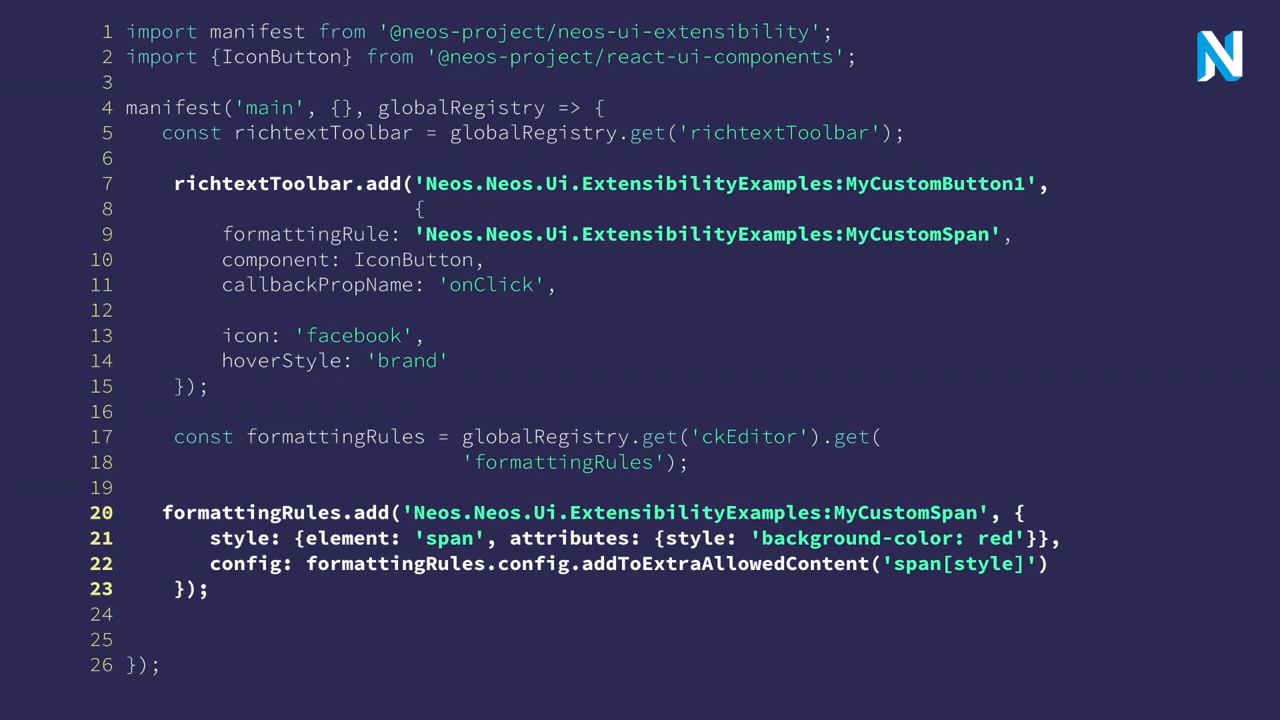 1 import manifest from '@neos-project/neos-ui-extensibility';
2 import {IconButton} from '@neos-project/react-ui-components';
3
4 manifest('main', {}, globalRegistry => {
5    const richtextToolbar = globalRegistry.get('richtextToolbar');
6
7     richtextToolbar.add('Neos.Neos.Ui.ExtensibilityExamples:MyCustomButton1',
8                         {
9         formattingRule: 'Neos.Neos.Ui.ExtensibilityExamples:MyCustomSpan',
10         component: IconButton,
11         callbackPropName: 'onClick',
12
13         icon: 'facebook',
14         hoverStyle: 'brand'
15     });
16
17     const formattingRules = globalRegistry.get('ckEditor').get(
18                             'formattingRules');
19
20    formattingRules.add('Neos.Neos.Ui.ExtensibilityExamples:MyCustomSpan', {
21        style: {element: 'span', attributes: {style: 'background-color: red'}},
22        config: formattingRules.config.addToExtraAllowedContent('span[style]')
23     });
24
25
26 });